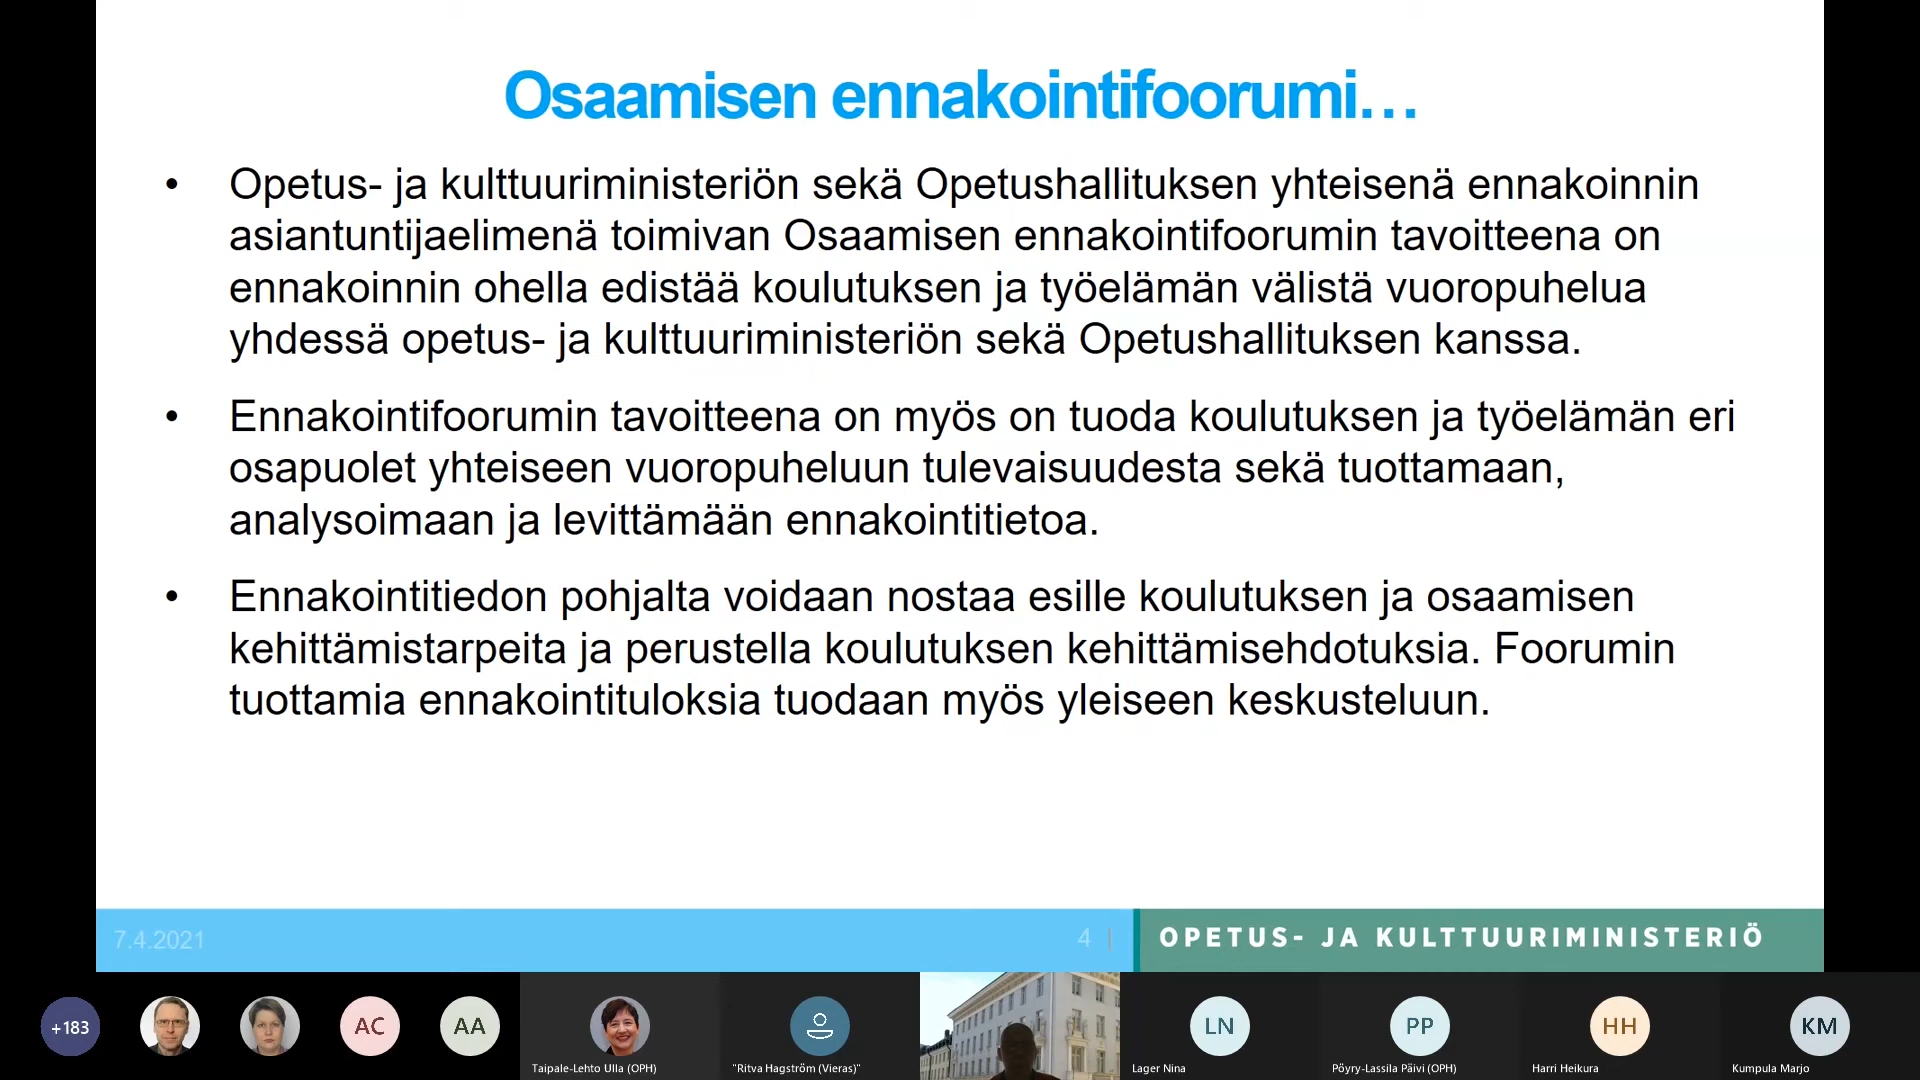 Osaamisen ennakointifoorumi…
• Opetus- ja kulttuuriministeriön sekä Opetushallituksen yhteisenä ennakoinnin
asiantuntijaelimenä toimivan Osaamisen ennakointifoorumin tavoitteena on
ennakoinnin ohella edistää koulutuksen ja työelämän välistä vuoropuhelua
yhdessä opetus- ja kulttuuriministeriön sekä Opetushallituksen kanssa.
• Ennakointifoorumin tavoitteena on myös on tuoda koulutuksen ja työelämän eri
osapuolet yhteiseen vuoropuheluun tulevaisuudesta sekä tuottamaan,
analysoimaan ja levittämään ennakointitietoa.
• Ennakointitiedon pohjalta voidaan nostaa esille koulutuksen ja osaamisen
kehittämistarpeita ja perustella koulutuksen kehittämisehdotuksia. Foorumin
tuottamia ennakointituloksia tuodaan myös yleiseen keskusteluun.
7.4.2021
4 |
OPETUS- JA KULTTUURIMINISTERIÖ
+183
AC
AA
LN
PP
HH
KM
Taipale-Lehto Ulla (OPH)
"Ritva Hagström (Vieras)"
Lager Nina
Pöyry-Lassila Päivi (OPH)
Harri Heikura
Kumpula Marjo